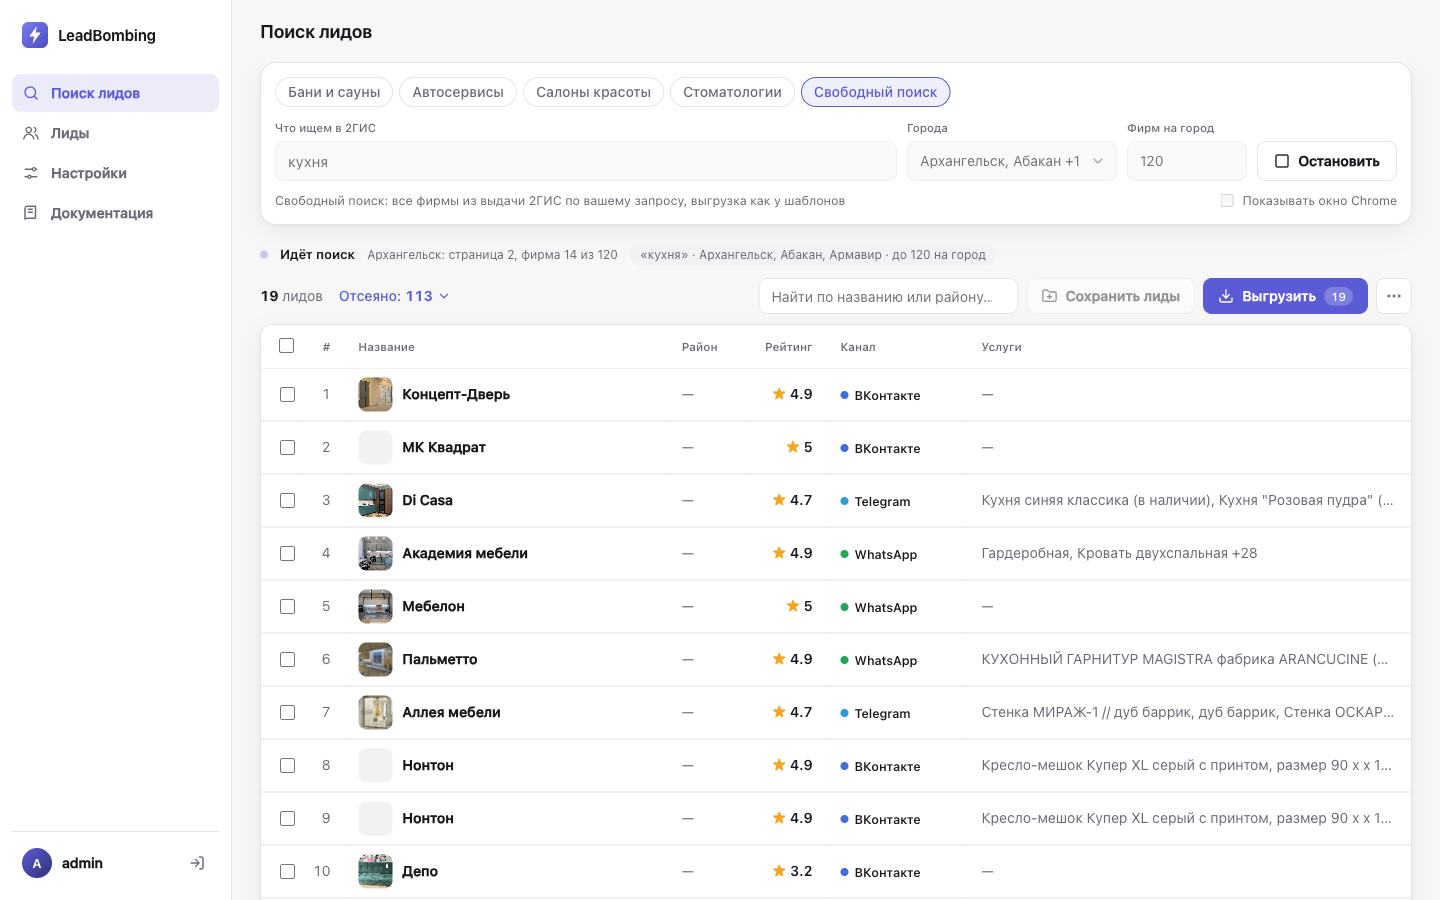 LeadBombing
Поиск лидов
Лиды
Настройки
Документация
A admin
Поиск лидов
Бани и сауны Автосервисы Салоны красоты Стоматологии Свободный поиск
Что ищем в 2ГИС Города Фирм на город
кухня Архангельск, Абакан +1 120 Остановить
Свободный поиск: все фирмы из выдачи 2ГИС по вашему запросу, выгрузка как у шаблонов Показывать окно Chrome
Идёт поиск Архангельск: страница 2, фирма 14 из 120 «кухня» · Архангельск, Абакан, Армавир · до 120 на город
19 лидов Отсеяно: 113 Найти по названию или району… Сохранить лиды Выгрузить 19 ···
# Название Район Рейтинг Канал Услуги
1 Концепт-Дверь — 4.9 ВКонтакте —
2 МК Квадрат — 5 ВКонтакте —
3 Di Casa — 4.7 Telegram Кухня синяя классика (в наличии), Кухня "Розовая пудра" (…
4 Академия мебели — 4.9 WhatsApp Гардеробная, Кровать двухспальная +28
5 Мебелон — 5 WhatsApp —
6 Пальметто — 4.9 WhatsApp КУХОННЫЙ ГАРНИТУР MAGISTRA фабрика ARANCUCINE (…
7 Аллея мебели — 4.7 Telegram Стенка МИРАЖ-1 // дуб баррик, дуб баррик, Стенка ОСКАР…
8 Нонтон — 4.9 ВКонтакте Кресло-мешок Купер XL серый с принтом, размер 90 х х 1…
9 Нонтон — 4.9 ВКонтакте Кресло-мешок Купер XL серый с принтом, размер 90 х х 1…
10 Депо — 3.2 ВКонтакте —